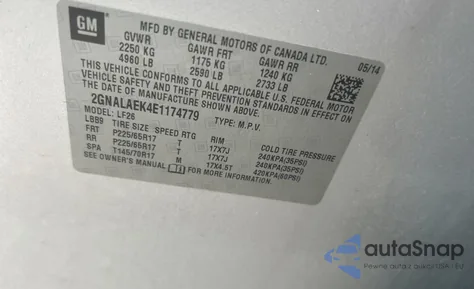 GM
MFD BY GENERAL MOTORS OF CANADA LTD.
GVWR GAWR FRT GAWR RR 05/14
2250 KG 1175 KG 1240 KG
4960 LB 2590 LB 2733 LB
THIS VEHICLE CONFORMS TO ALL APPLICABLE U.S. FEDERAL MOTOR
VEHICLE SAFETY AND THEFT PREVENTION STANDARDS IN EFFECT ON
THE DATE OF MANUFACTURE SHOWN ABOVE.
2GNALAEK4E1174779 TYPE: M.P.V.
MODEL: LF26
LBB9 TIRE SIZE SPEED RTG RIM COLD TIRE PRESSURE
FRT P225/65R17 T 17X7J 240KPA(35PSI)
RR P225/65R17 T 17X7J 240KPA(35PSI)
SPA T145/70R17 M 17X4.5T 420KPA(60PSI)
SEE OWNER'S MANUAL FOR MORE INFORMATION.
autaSnap
Pewne auta z USA i EU